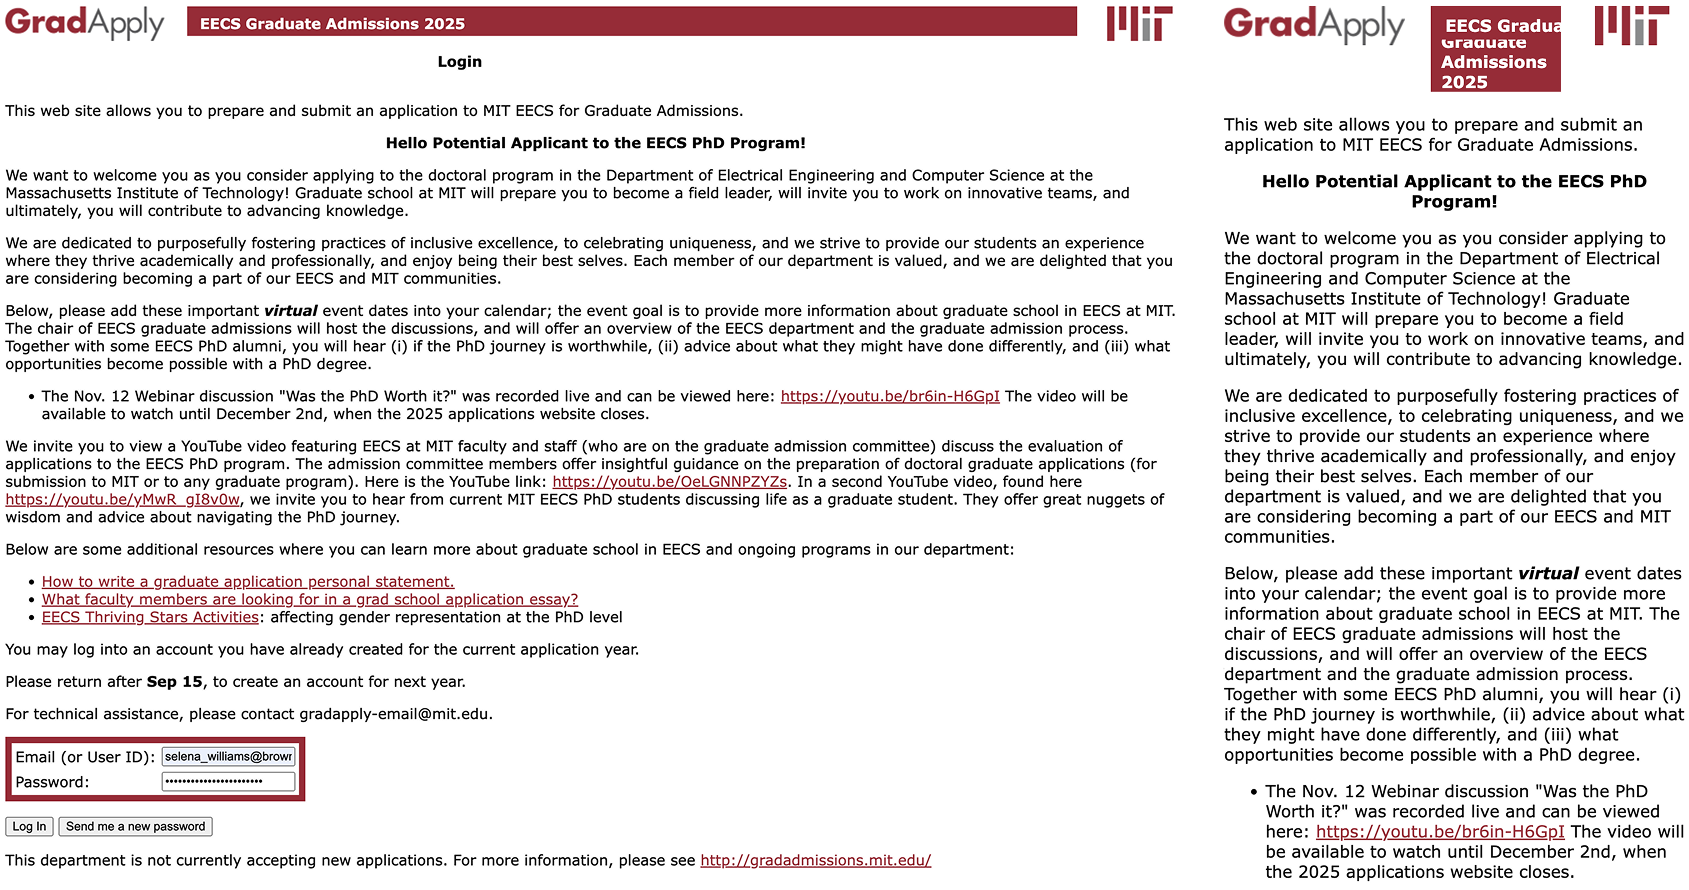 GradApply
EECS Graduate Admissions 2025
MIT
Login
This web site allows you to prepare and submit an application to MIT EECS for Graduate Admissions.
Hello Potential Applicant to the EECS PhD Program!
We want to welcome you as you consider applying to the doctoral program in the Department of Electrical Engineering and Computer Science at the
Massachusetts Institute of Technology! Graduate school at MIT will prepare you to become a field leader, will invite you to work on innovative teams, and
ultimately, you will contribute to advancing knowledge.
We are dedicated to purposefully fostering practices of inclusive excellence, to celebrating uniqueness, and we strive to provide our students an experience
where they thrive academically and professionally, and enjoy being their best selves. Each member of our department is valued, and we are delighted that you
are considering becoming a part of our EECS and MIT communities.
Below, please add these important virtual event dates into your calendar; the event goal is to provide more information about graduate school in EECS at MIT.
The chair of EECS graduate admissions will host the discussions, and will offer an overview of the EECS department and the graduate admission process.
Together with some EECS PhD alumni, you will hear (i) if the PhD journey is worthwhile, (ii) advice about what they might have done differently, and (iii) what
opportunities become possible with a PhD degree.
• The Nov. 12 Webinar discussion "Was the PhD Worth it?" was recorded live and can be viewed here: https://youtu.be/br6in-H6GpI The video will be
available to watch until December 2nd, when the 2025 applications website closes.
We invite you to view a YouTube video featuring EECS at MIT faculty and staff (who are on the graduate admission committee) discuss the evaluation of
applications to the EECS PhD program. The admission committee members offer insightful guidance on the preparation of doctoral graduate applications (for
submission to MIT or to any graduate program). Here is the YouTube link: https://youtu.be/OeLGNNPZYZs. In a second YouTube video, found here
https://youtu.be/yMwR_gI8v0w, we invite you to hear from current MIT EECS PhD students discussing life as a graduate student. They offer great nuggets of
wisdom and advice about navigating the PhD journey.
Below are some additional resources where you can learn more about graduate school in EECS and ongoing programs in our department:
• How to write a graduate application personal statement.
• What faculty members are looking for in a grad school application essay?
• EECS Thriving Stars Activities: affecting gender representation at the PhD level
You may log into an account you have already created for the current application year.
Please return after Sep 15, to create an account for next year.
For technical assistance, please contact gradapply-email@mit.edu.
Email (or User ID): selena_williams@brown
Password: •••••••••••••••••••••••
Log In Send me a new password
This department is not currently accepting new applications. For more information, please see http://gradadmissions.mit.edu/
GradApply
EECS Gradua
Graduate
Admissions
2025
MIT
This web site allows you to prepare and submit an
application to MIT EECS for Graduate Admissions.
Hello Potential Applicant to the EECS PhD
Program!
We want to welcome you as you consider applying to
the doctoral program in the Department of Electrical
Engineering and Computer Science at the
Massachusetts Institute of Technology! Graduate
school at MIT will prepare you to become a field
leader, will invite you to work on innovative teams, and
ultimately, you will contribute to advancing knowledge.
We are dedicated to purposefully fostering practices of
inclusive excellence, to celebrating uniqueness, and we
strive to provide our students an experience where
they thrive academically and professionally, and enjoy
being their best selves. Each member of our
department is valued, and we are delighted that you
are considering becoming a part of our EECS and MIT
communities.
Below, please add these important virtual event dates
into your calendar; the event goal is to provide more
information about graduate school in EECS at MIT. The
chair of EECS graduate admissions will host the
discussions, and will offer an overview of the EECS
department and the graduate admission process.
Together with some EECS PhD alumni, you will hear (i)
if the PhD journey is worthwhile, (ii) advice about what
they might have done differently, and (iii) what
opportunities become possible with a PhD degree.
• The Nov. 12 Webinar discussion "Was the PhD
Worth it?" was recorded live and can be viewed
here: https://youtu.be/br6in-H6GpI The video will
be available to watch until December 2nd, when
the 2025 applications website closes.